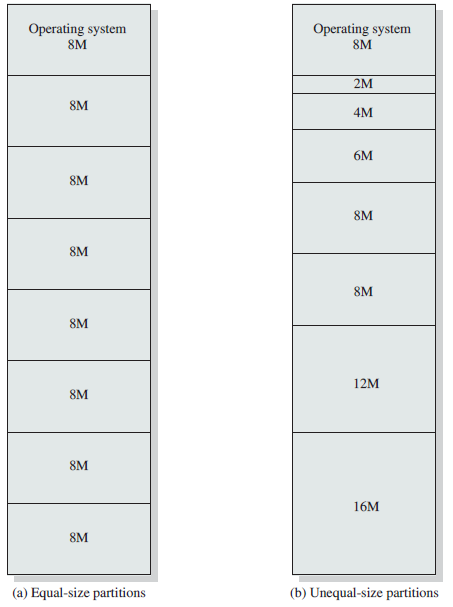 Operating system
8M
8M
8M
8M
8M
8M
8M
8M
(a) Equal-size partitions
Operating system
8M
2M
4M
6M
8M
8M
12M
16M
(b) Unequal-size partitions